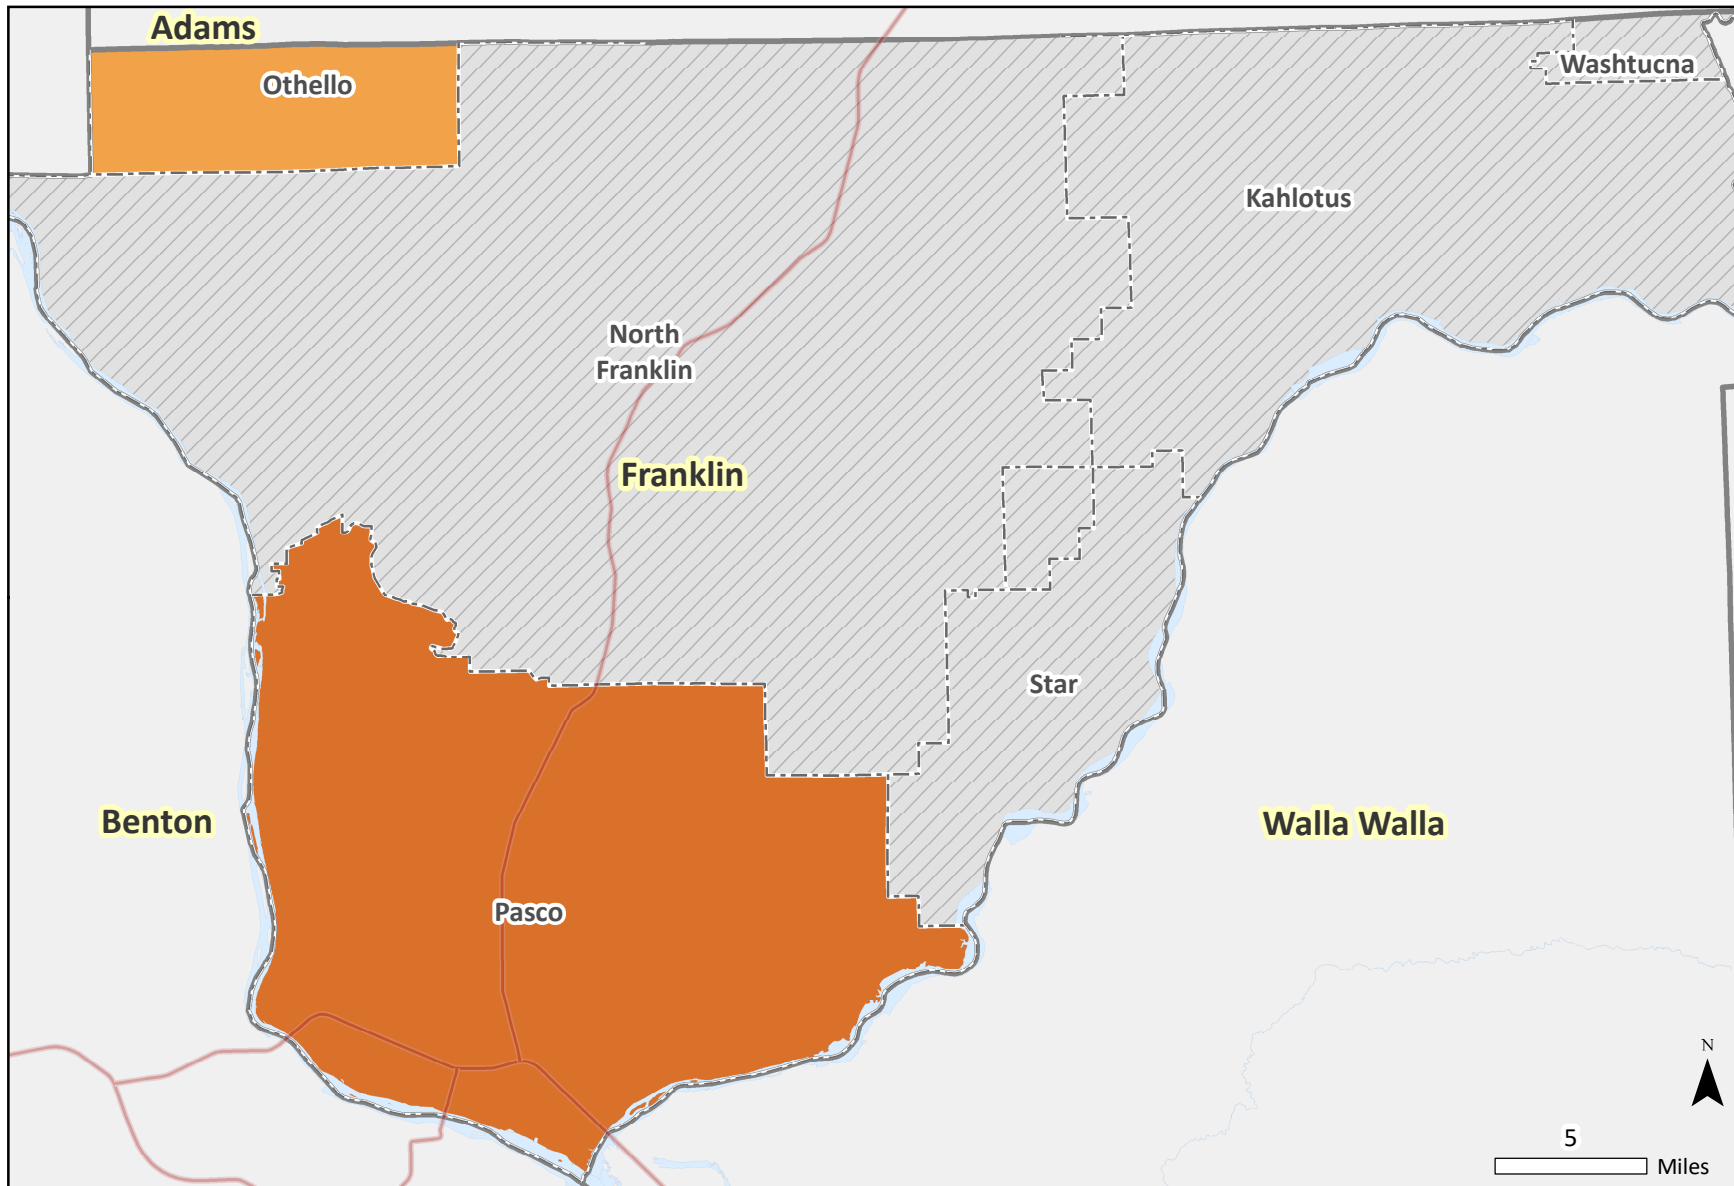 Adams
Othello
Washtucna
Kahlotus
North
Franklin
Franklin
Star
Benton
Walla Walla
Pasco
N
5
Miles